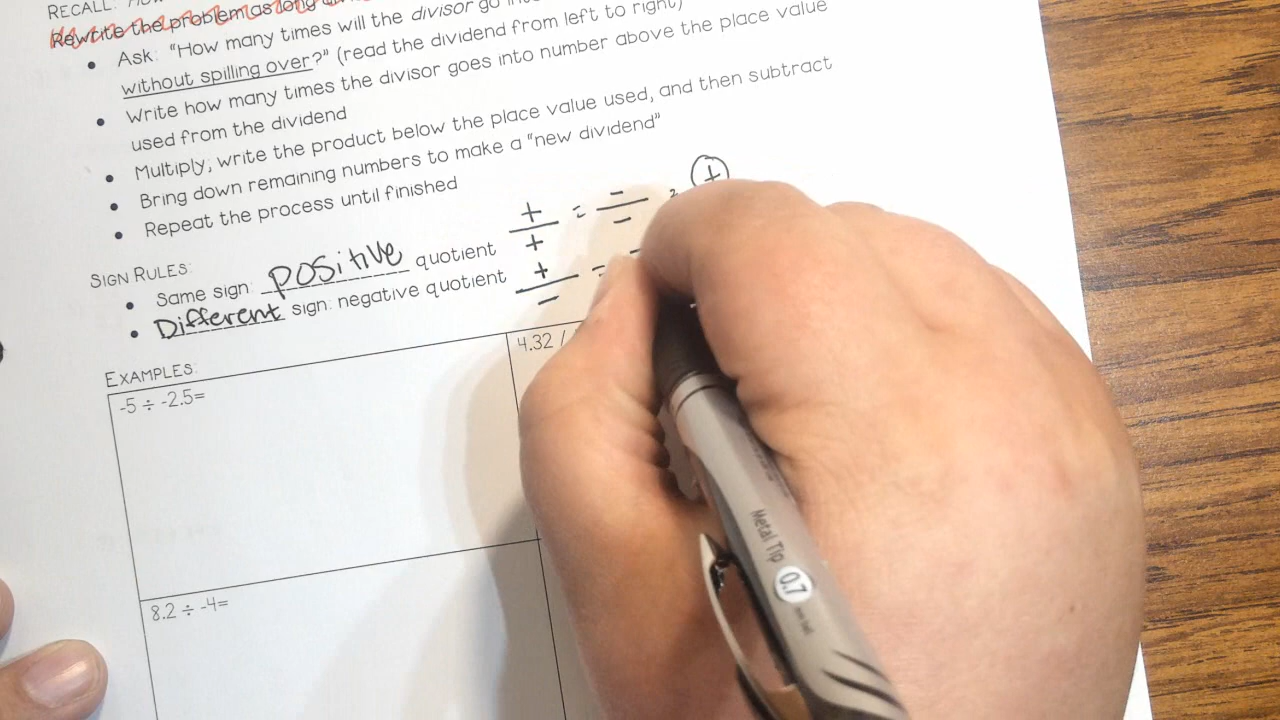 RECALL: How
Rewrite the problem as long
• Ask: "How many times will the divisor go into
without spilling over?" (read the dividend from left to right)
• Write how many times the divisor goes into number above the place value
used from the dividend
• Multiply, write the product below the place value used, and then subtract
• Bring down remaining numbers to make a "new dividend"
• Repeat the process until finished
SIGN RULES:
• Same sign: positive quotient + / + = - / - = +
• Different sign: negative quotient + / - = -
EXAMPLES:
-5 ÷ -2.5=
4.32 /
8.2 ÷ -4=
Metal Tip 0.7